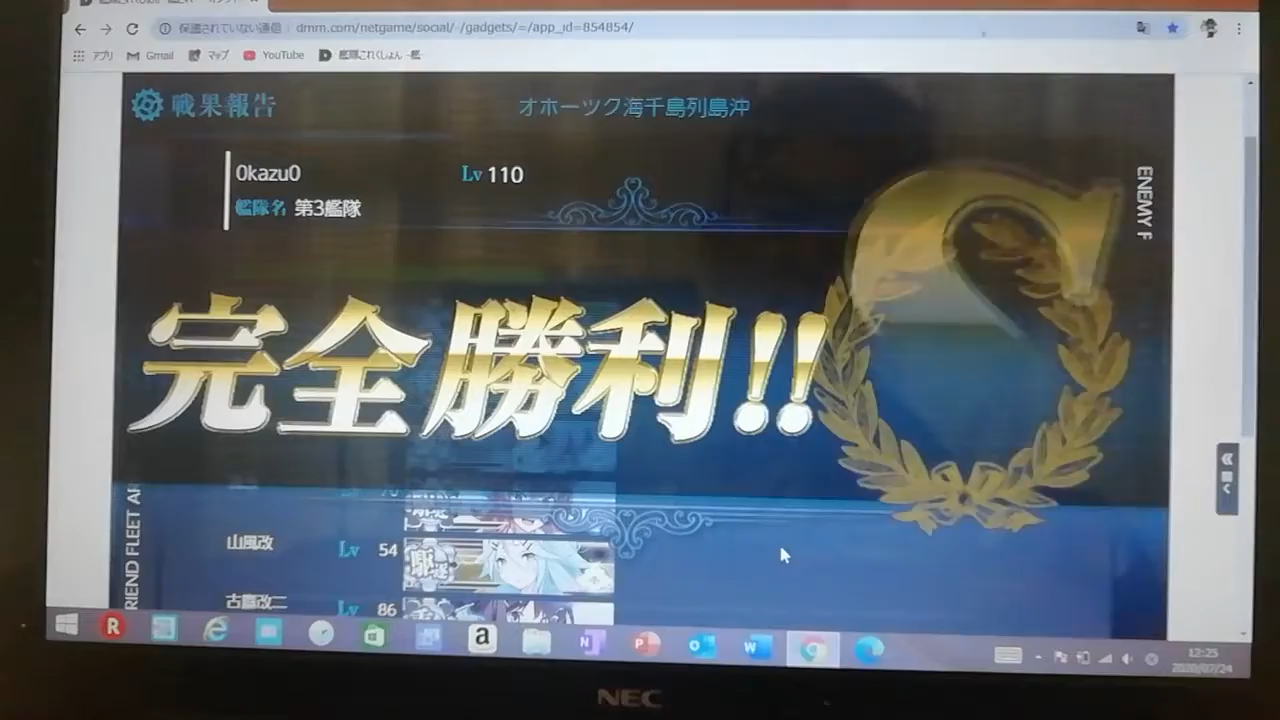 保護されていない通信 dmm.com/netgame/social/-/gadgets/=/app_id=854854/
アプリ Gmail マップ YouTube 艦隊これくしょん -艦
戦果報告
オホーツク海千島列島沖
0kazu0
Lv 110
艦隊名 第3艦隊
ENEMY F
S
完全勝利!!
RIEND FLEET AR
Lv 70
山風改 Lv 54
駆逐
古鷹改二 Lv 86
12:25
2020/07/24
NEC